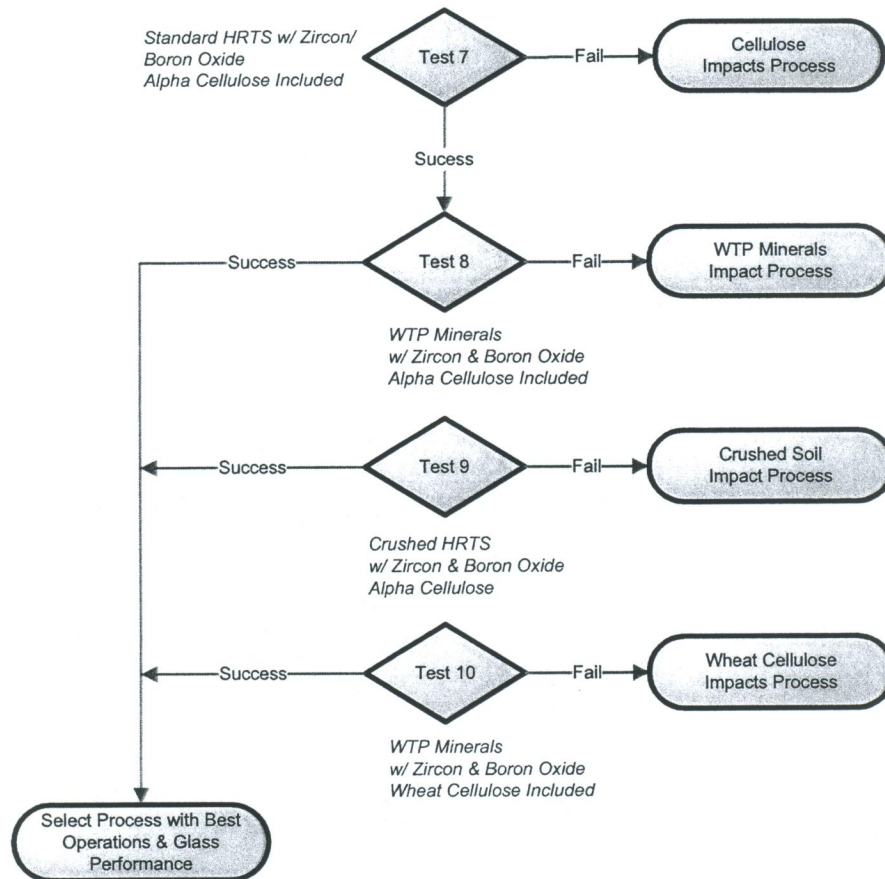 Standard HRTS w/ Zircon/
Boron Oxide
Alpha Cellulose Included
Test 7
Fail
Cellulose
Impacts Process
Sucess
Success
Test 8
Fail
WTP Minerals
Impact Process
WTP Minerals
w/ Zircon & Boron Oxide
Alpha Cellulose Included
Success
Test 9
Fail
Crushed Soil
Impact Process
Crushed HRTS
w/ Zircon & Boron Oxide
Alpha Cellulose
Success
Test 10
Fail
Wheat Cellulose
Impacts Process
WTP Minerals
w/ Zircon & Boron Oxide
Wheat Cellulose Included
Select Process with Best
Operations & Glass
Performance